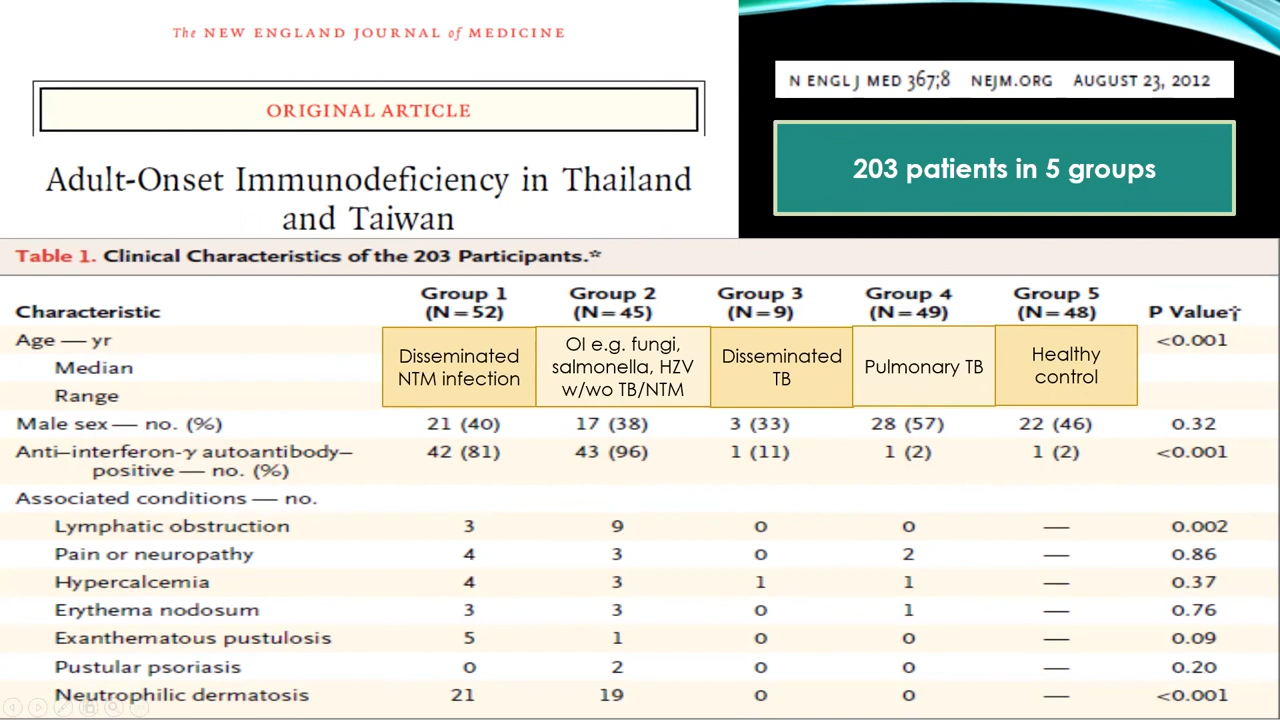 The NEW ENGLAND JOURNAL of MEDICINE
ORIGINAL ARTICLE
Adult-Onset Immunodeficiency in Thailand
and Taiwan
N ENGL J MED 367;8 NEJM.ORG AUGUST 23, 2012
203 patients in 5 groups
Table 1. Clinical Characteristics of the 203 Participants.*
Characteristic Group 1 (N=52) Group 2 (N=45) Group 3 (N=9) Group 4 (N=49) Group 5 (N=48) P Value†
Age — yr <0.001
Median
Range
Disseminated
NTM infection
OI e.g. fungi,
salmonella, HZV
w/wo TB/NTM
Disseminated
TB
Pulmonary TB
Healthy
control
Male sex — no. (%) 21 (40) 17 (38) 3 (33) 28 (57) 22 (46) 0.32
Anti–interferon-γ autoantibody– 42 (81) 43 (96) 1 (11) 1 (2) 1 (2) <0.001
positive — no. (%)
Associated conditions — no.
Lymphatic obstruction 3 9 0 0 — 0.002
Pain or neuropathy 4 3 0 2 — 0.86
Hypercalcemia 4 3 1 1 — 0.37
Erythema nodosum 3 3 0 1 — 0.76
Exanthematous pustulosis 5 1 0 0 — 0.09
Pustular psoriasis 0 2 0 0 — 0.20
Neutrophilic dermatosis 21 19 0 0 — <0.001